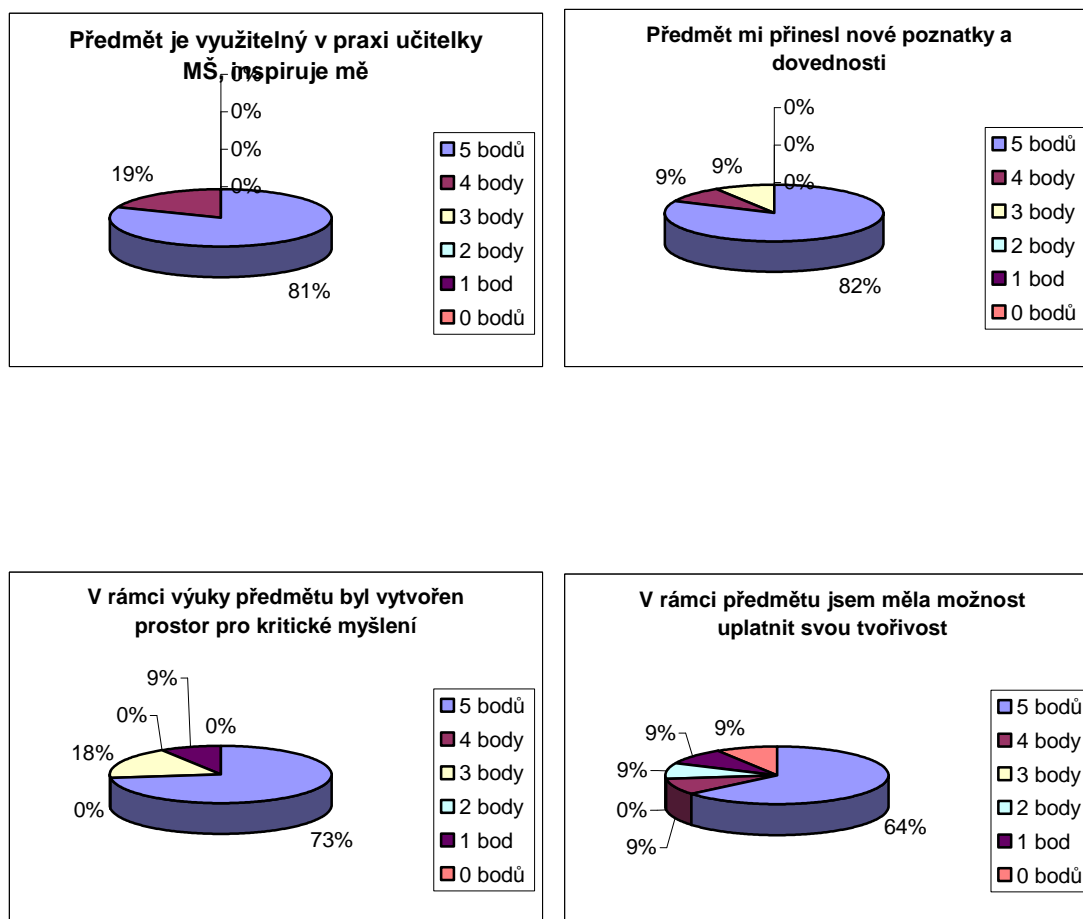 Předmět je využitelný v praxi učitelky
MŠ, inspiruje mě
0%
0%
0%
0%
19%
81%
5 bodů
4 body
3 body
2 body
1 bod
0 bodů
Předmět mi přinesl nové poznatky a
dovednosti
0%
0%
0%
9%
9%
82%
5 bodů
4 body
3 body
2 body
1 bod
0 bodů
V rámci výuky předmětu byl vytvořen
prostor pro kritické myšlení
9%
0%
0%
18%
0%
73%
5 bodů
4 body
3 body
2 body
1 bod
0 bodů
V rámci předmětu jsem měla možnost
uplatnit svou tvořivost
9%
9%
9%
0%
9%
64%
5 bodů
4 body
3 body
2 body
1 bod
0 bodů